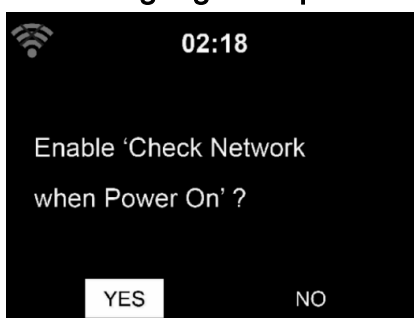 02:18
Enable ‘Check Network
when Power On’ ?
YES NO